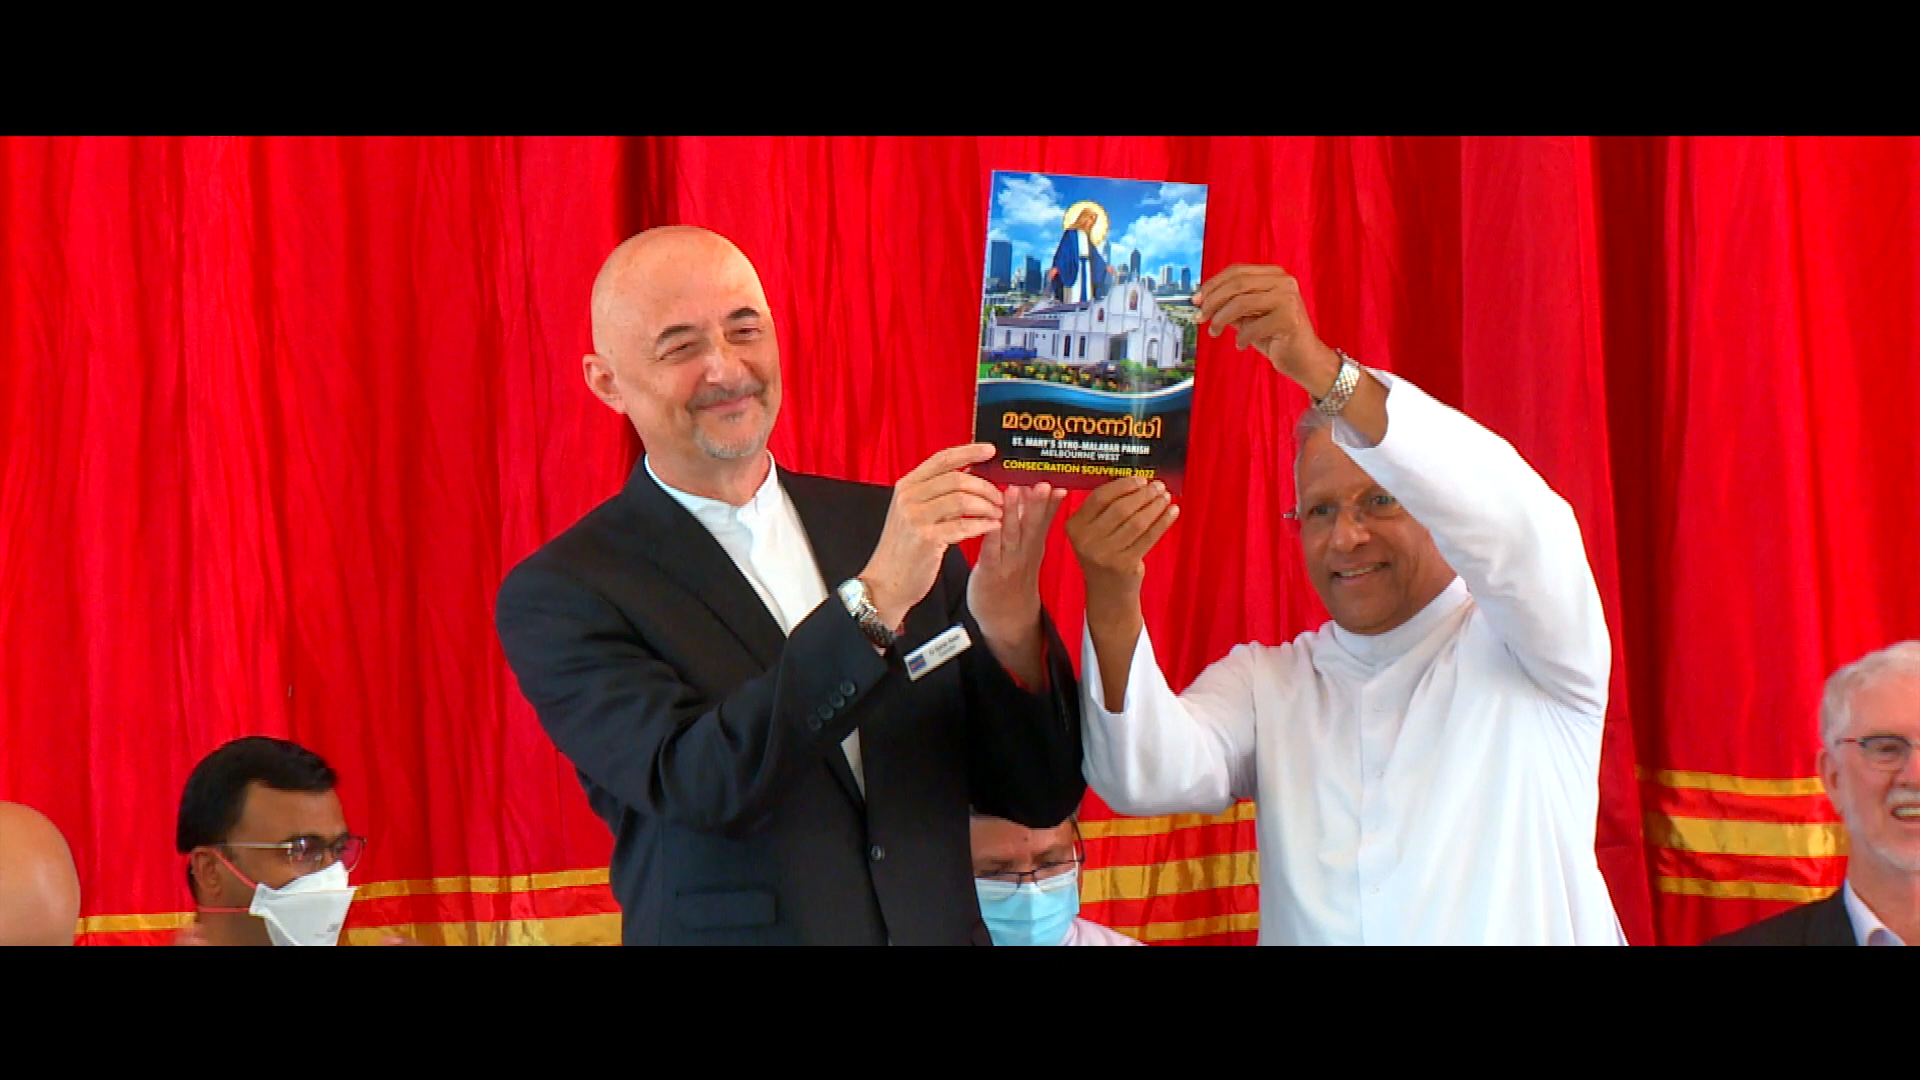 മാതൃസന്നിധി
ST. MARY'S SYRO-MALABAR PARISH
MELBOURNE WEST
CONSECRATION SOUVENIR 2022